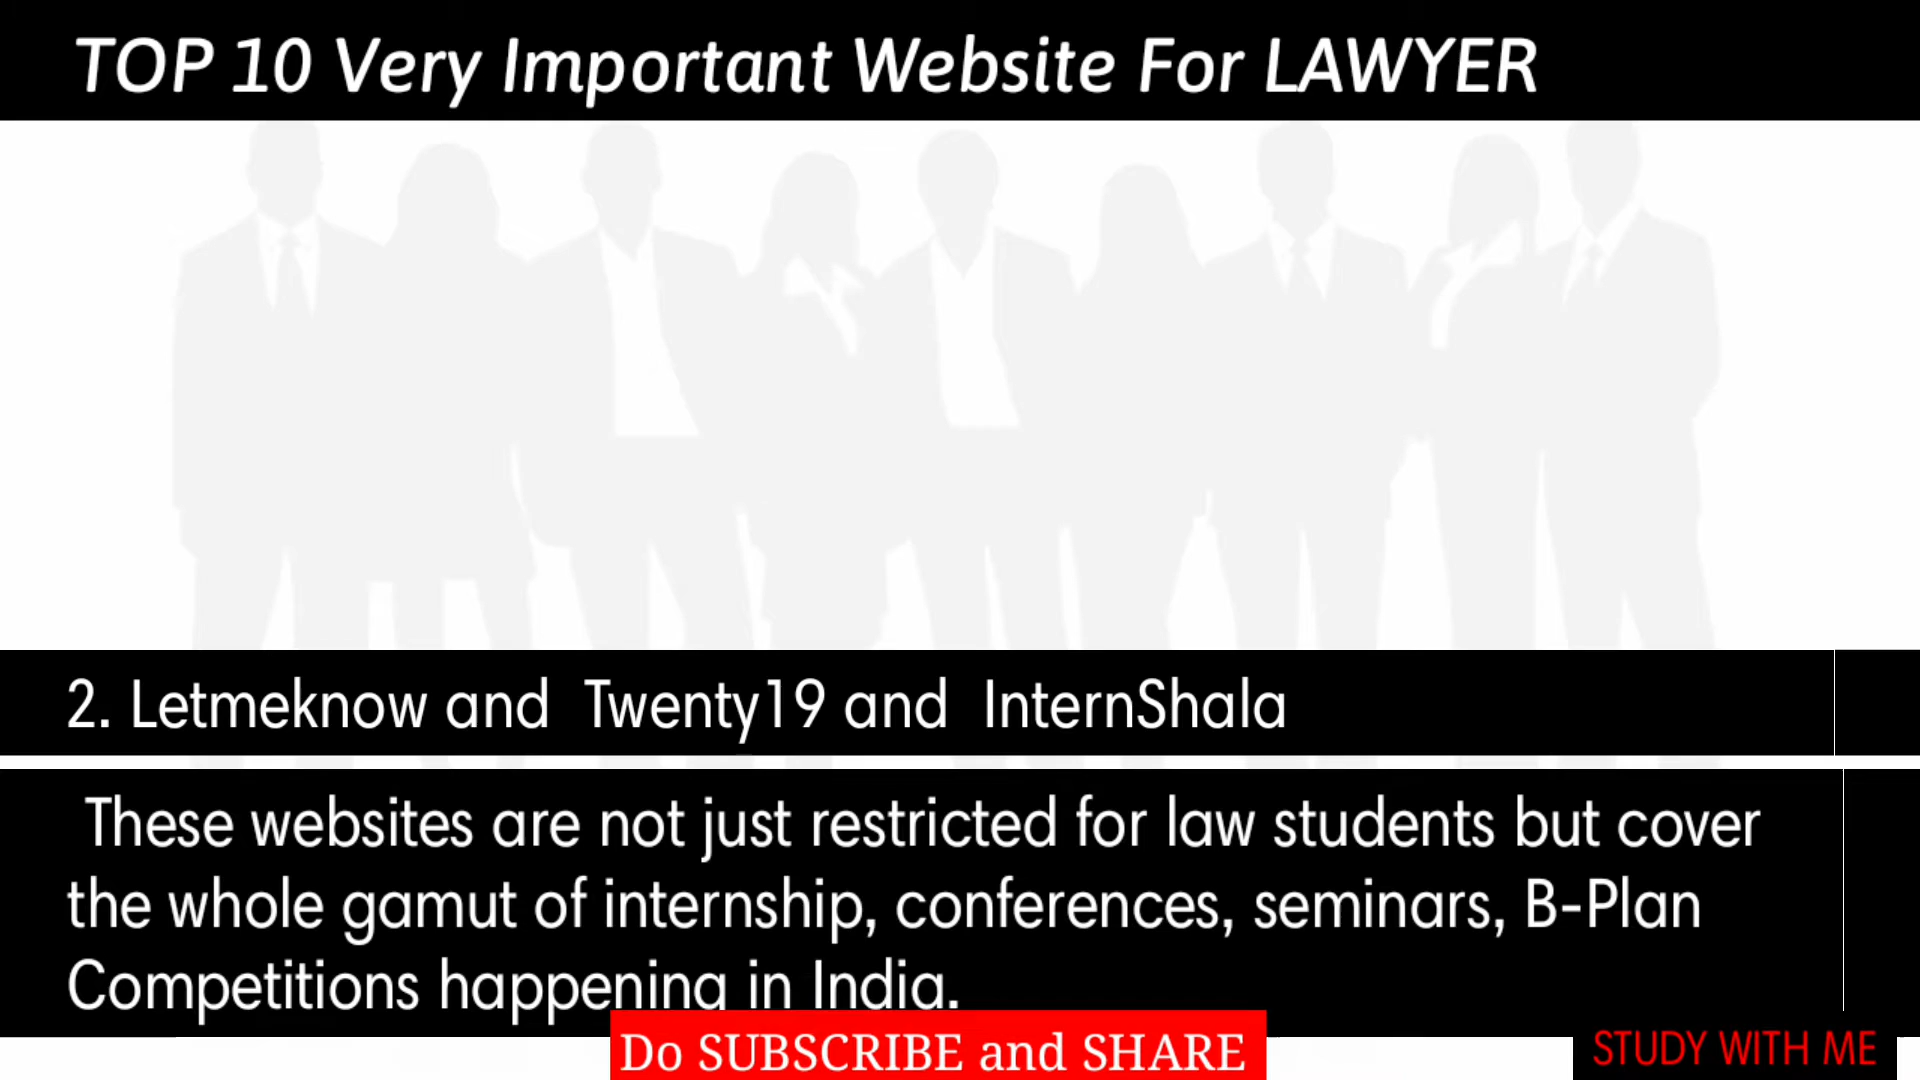 TOP 10 Very Important Website For LAWYER
2. Letmeknow and Twenty19 and InternShala
These websites are not just restricted for law students but cover
the whole gamut of internship, conferences, seminars, B-Plan
Competitions happening in India.
Do SUBSCRIBE and SHARE
STUDY WITH ME